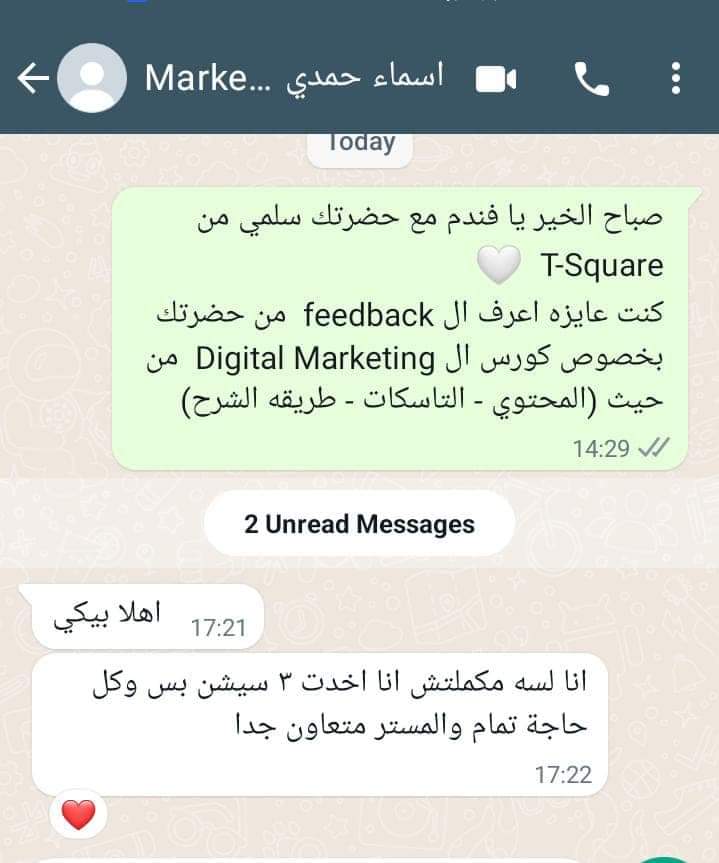 Marke... اسماء حمدي
Today
صباح الخير يا فندم مع حضرتك سلمي من
T-Square 🤍
كنت عايزه اعرف ال feedback من حضرتك
بخصوص كورس ال Digital Marketing من
حيث (المحتوي - التاسكات - طريقه الشرح)
14:29
2 Unread Messages
اهلا بيكي
17:21
انا لسه مكملتش انا اخدت ٣ سيشن بس وكل
حاجة تمام والمستر متعاون جدا
17:22
❤️